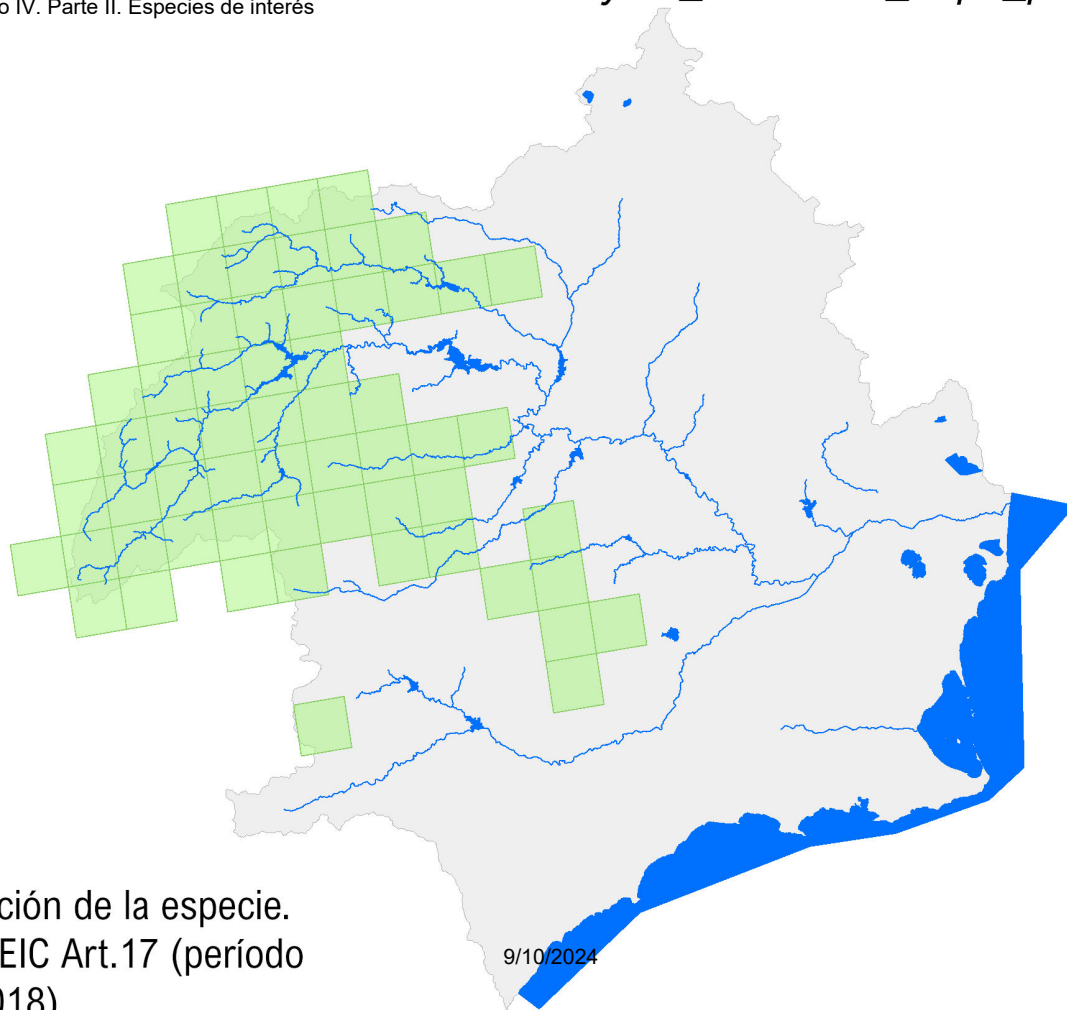 IV. Parte II. Especies de interés
ción de la especie.
EIC Art.17 (período
018)
9/10/2024